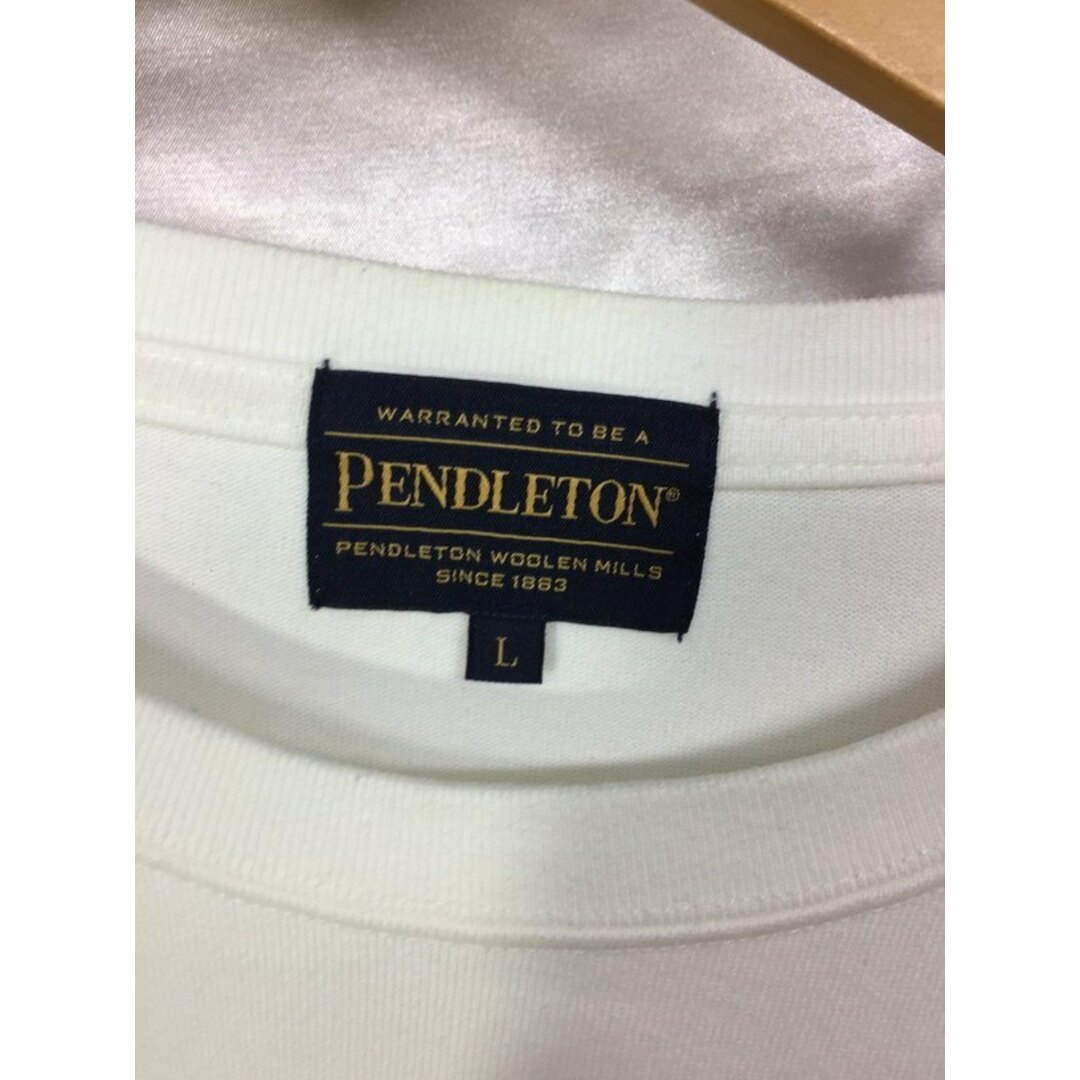 WARRANTED TO BE A
PENDLETON®
PENDLETON WOOLEN MILLS
SINCE 1863
L